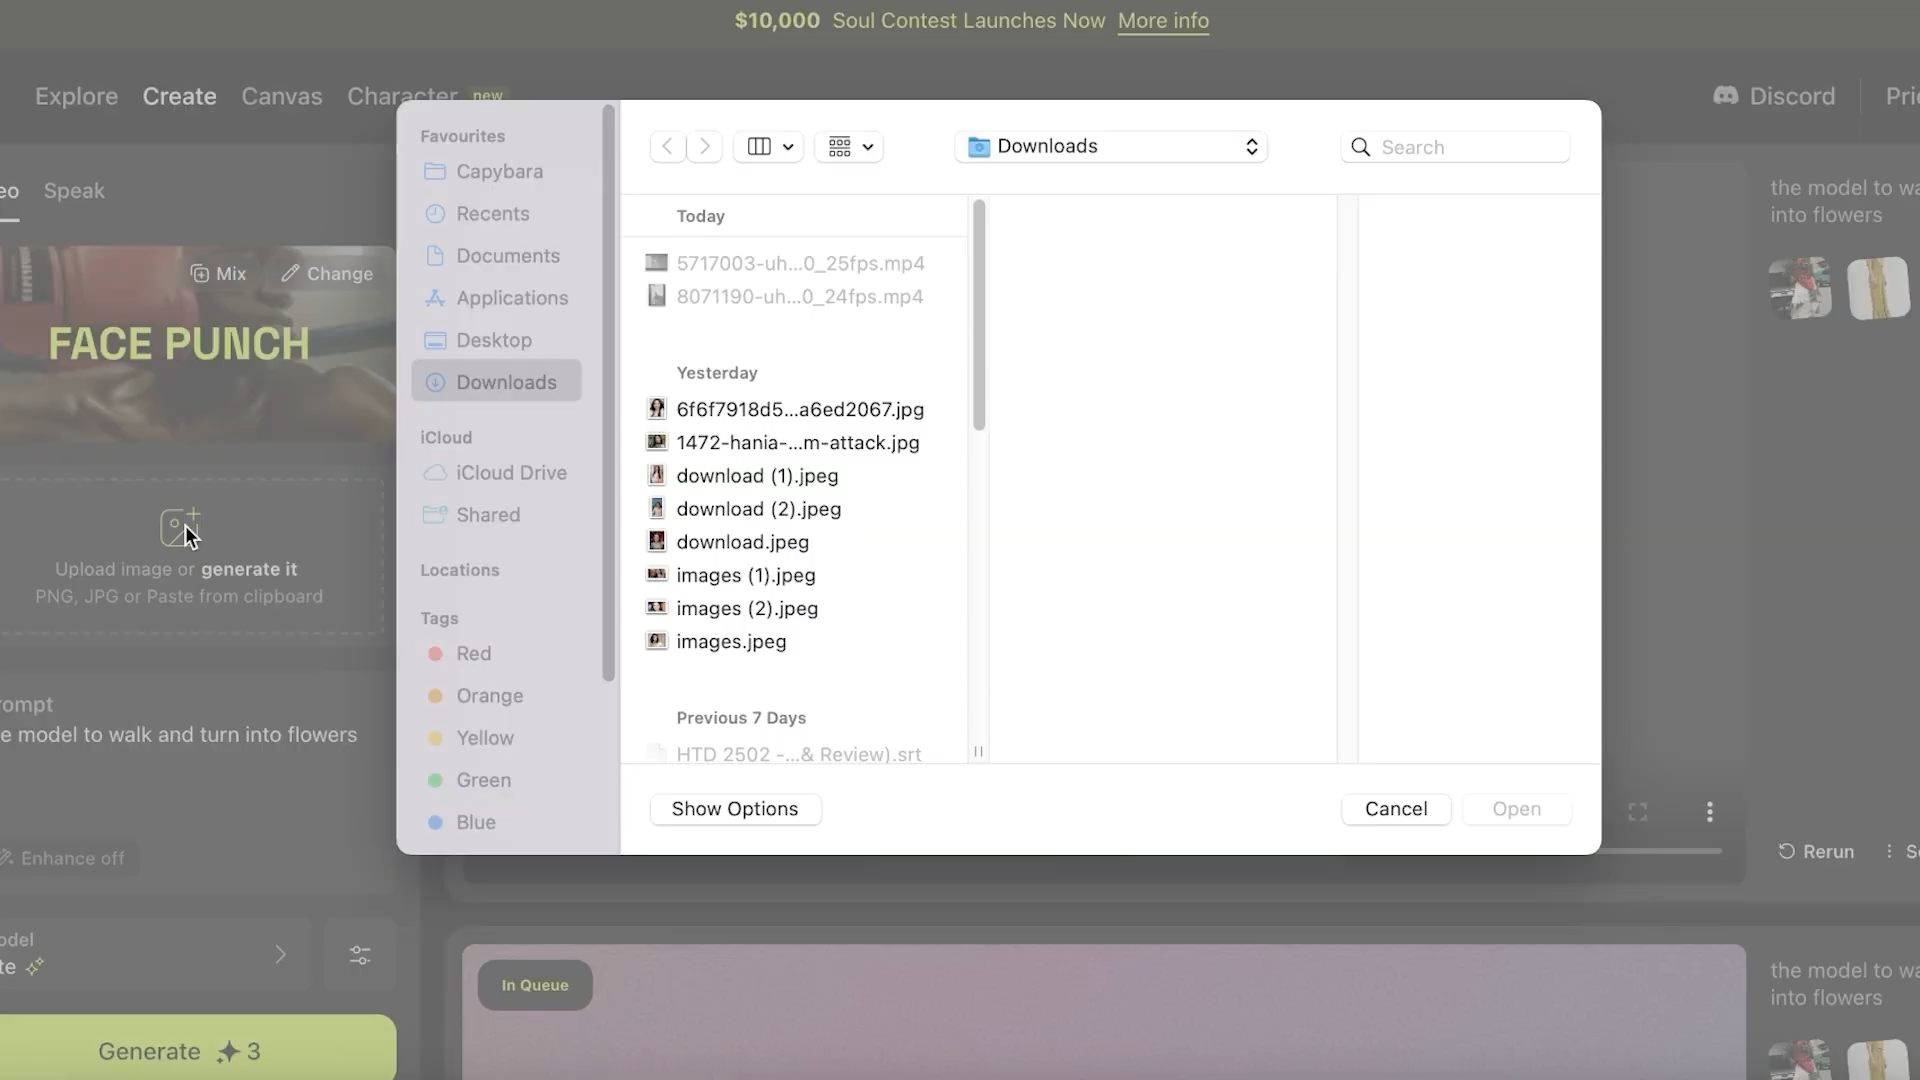 $10,000 Soul Contest Launches Now More info
Explore Create Canvas Character new
Discord
eo Speak
Mix Change
FACE PUNCH
Upload image or generate it
PNG, JPG or Paste from clipboard
rompt
e model to walk and turn into flowers
Enhance off
odel
te
Generate 3
Favourites
Capybara
Recents
Documents
Applications
Desktop
Downloads
iCloud
iCloud Drive
Shared
Locations
Tags
Red
Orange
Yellow
Green
Blue
Downloads
Search
Today
5717003-uh...0_25fps.mp4
8071190-uh...0_24fps.mp4
Yesterday
6f6f7918d5...a6ed2067.jpg
1472-hania-...m-attack.jpg
download (1).jpeg
download (2).jpeg
download.jpeg
images (1).jpeg
images (2).jpeg
images.jpeg
Previous 7 Days
HTD 2502 -...& Review).srt
Show Options
Cancel
Open
the model to wa
into flowers
Rerun
In Queue
the model to wa
into flowers